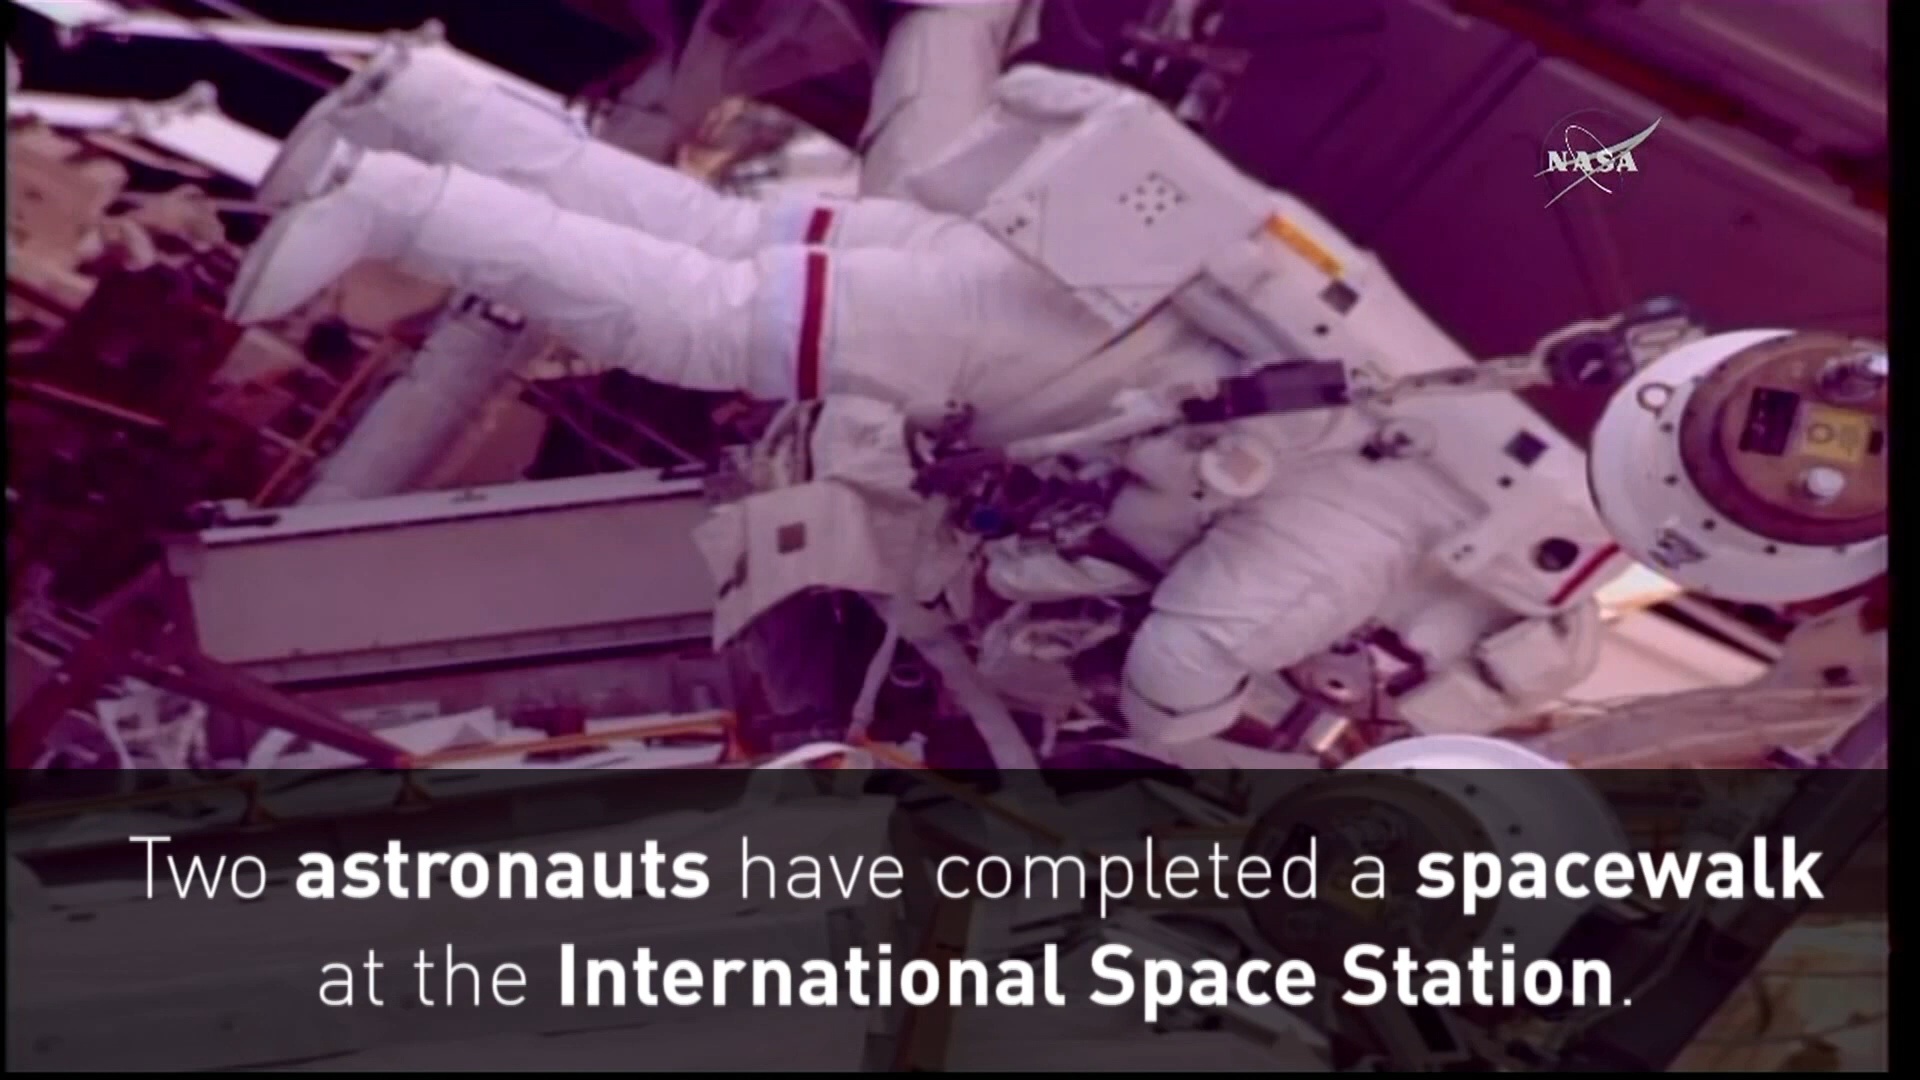 NASA
Two astronauts have completed a spacewalk
at the International Space Station.